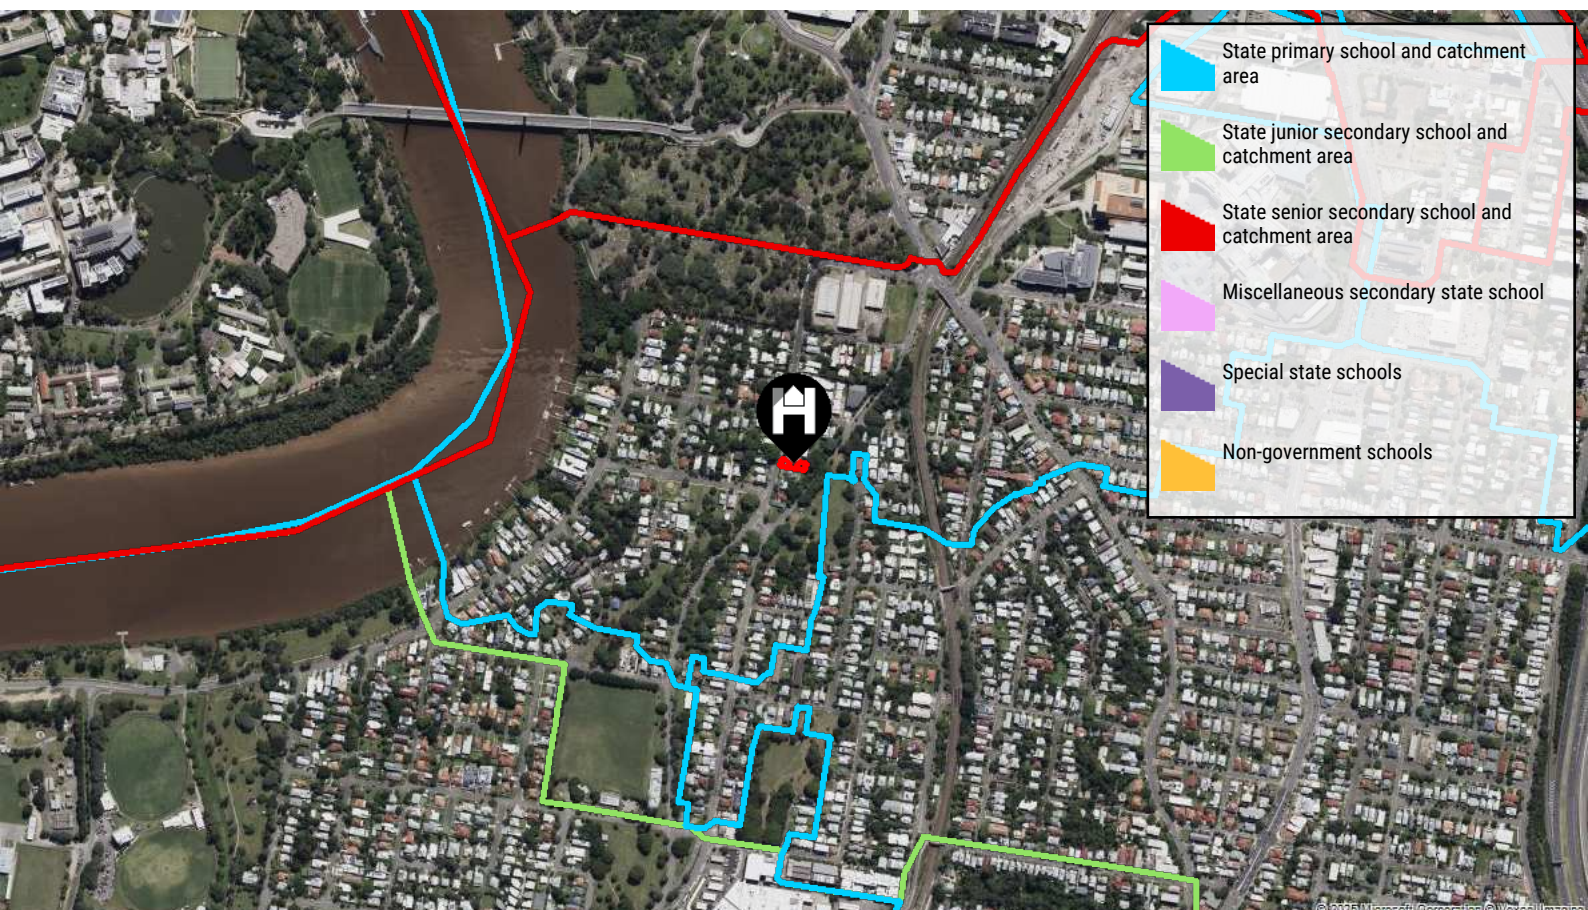 State primary school and catchment
area
State junior secondary school and
catchment area
State senior secondary school and
catchment area
Miscellaneous secondary state school
Special state schools
Non-government schools
H